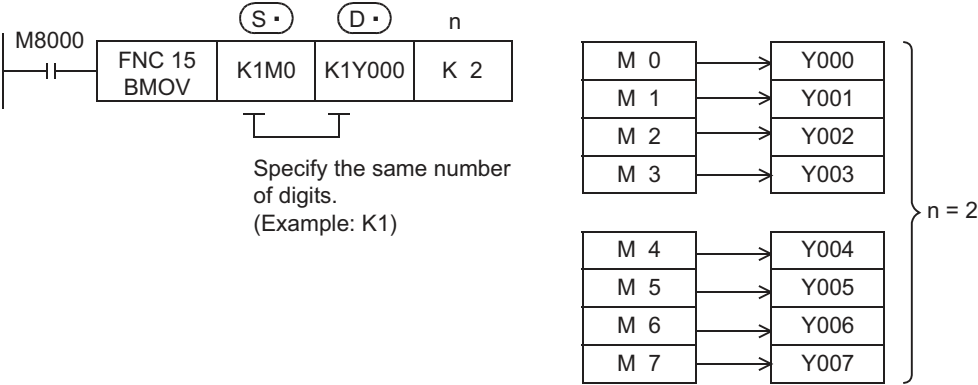 S・ D・ n
M8000
FNC 15
BMOV
K1M0 K1Y000 K 2
Specify the same number
of digits.
(Example: K1)
M 0 Y000
M 1 Y001
M 2 Y002
M 3 Y003
M 4 Y004
M 5 Y005
M 6 Y006
M 7 Y007
n = 2